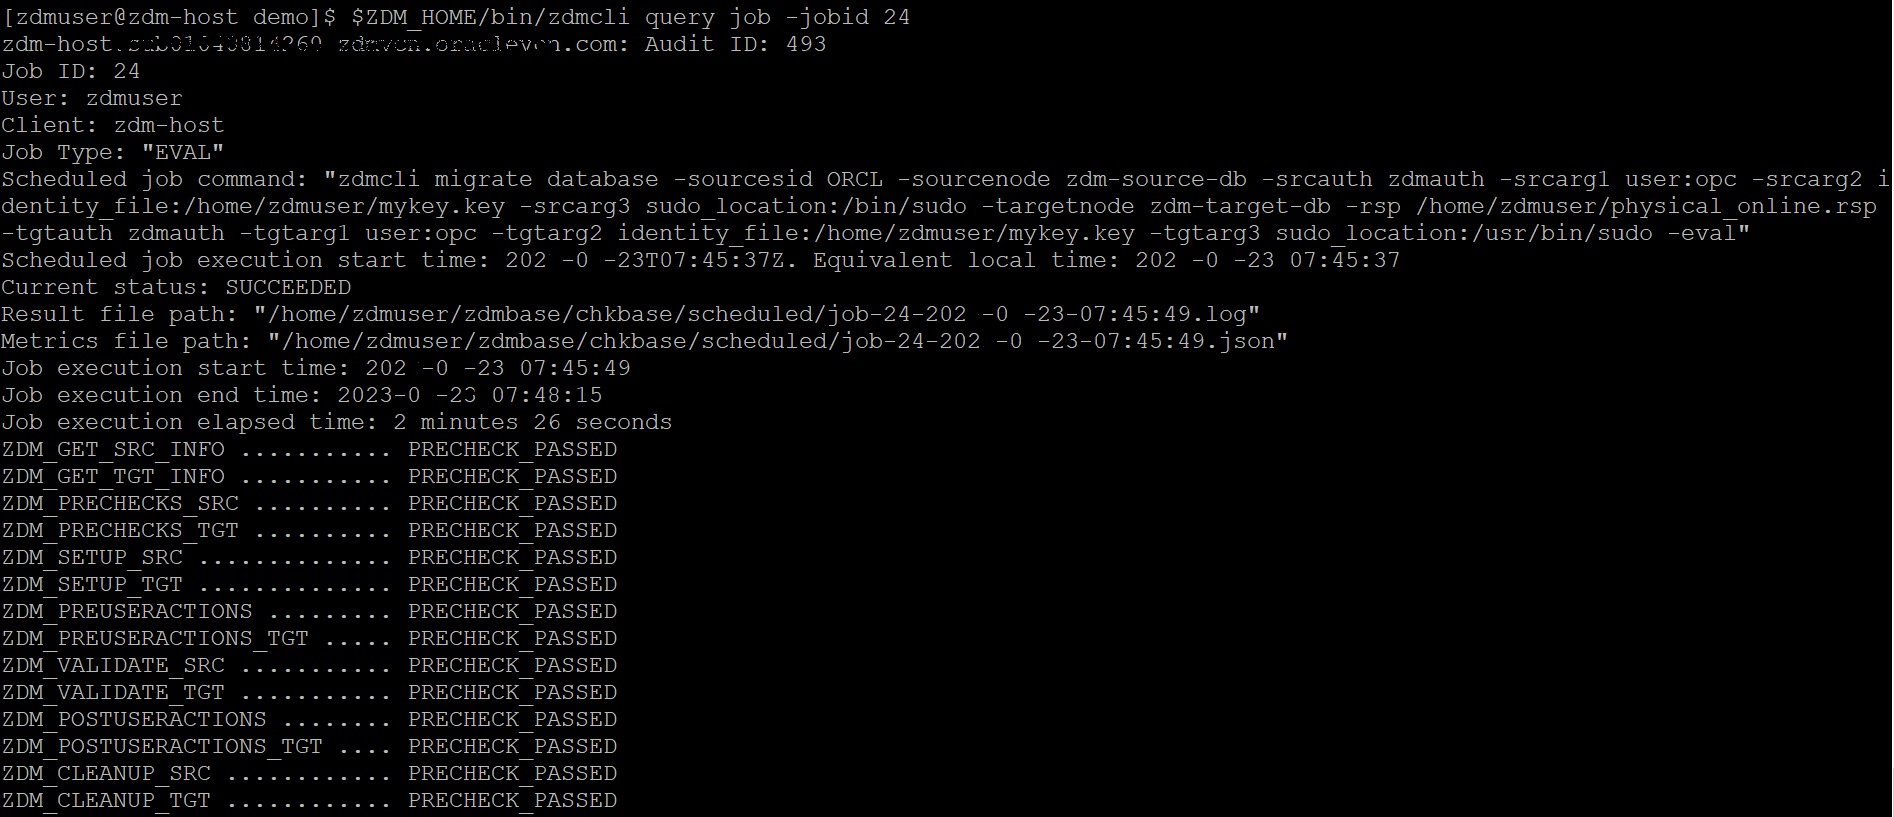 [zdmuser@zdm-host demo]$ $ZDM_HOME/bin/zdmcli query job -jobid 24
zdm-host. Audit ID: 493
Job ID: 24
User: zdmuser
Client: zdm-host
Job Type: "EVAL"
Scheduled job command: "zdmcli migrate database -sourcesid ORCL -sourcenode zdm-source-db -srcauth zdmauth -srcarg1 user:opc -srcarg2 i
dentity_file:/home/zdmuser/mykey.key -srcarg3 sudo_location:/bin/sudo -targetnode zdm-target-db -rsp /home/zdmuser/physical_online.rsp
-tgtauth zdmauth -tgtarg1 user:opc -tgtarg2 identity_file:/home/zdmuser/mykey.key -tgtarg3 sudo_location:/usr/bin/sudo -eval"
Scheduled job execution start time: 202 -0 -23T07:45:37Z. Equivalent local time: 202 -0 -23 07:45:37
Current status: SUCCEEDED
Result file path: "/home/zdmuser/zdmbase/chkbase/scheduled/job-24-202 -0 -23-07:45:49.log"
Metrics file path: "/home/zdmuser/zdmbase/chkbase/scheduled/job-24-202 -0 -23-07:45:49.json"
Job execution start time: 202 -0 -23 07:45:49
Job execution end time: 2023-0 -23 07:48:15
Job execution elapsed time: 2 minutes 26 seconds
ZDM_GET_SRC_INFO ........... PRECHECK_PASSED
ZDM_GET_TGT_INFO ........... PRECHECK_PASSED
ZDM_PRECHECKS_SRC .......... PRECHECK_PASSED
ZDM_PRECHECKS_TGT .......... PRECHECK_PASSED
ZDM_SETUP_SRC .............. PRECHECK_PASSED
ZDM_SETUP_TGT .............. PRECHECK_PASSED
ZDM_PREUSERACTIONS ......... PRECHECK_PASSED
ZDM_PREUSERACTIONS_TGT ..... PRECHECK_PASSED
ZDM_VALIDATE_SRC ........... PRECHECK_PASSED
ZDM_VALIDATE_TGT ........... PRECHECK_PASSED
ZDM_POSTUSERACTIONS ........ PRECHECK_PASSED
ZDM_POSTUSERACTIONS_TGT .... PRECHECK_PASSED
ZDM_CLEANUP_SRC ............ PRECHECK_PASSED
ZDM_CLEANUP_TGT ............ PRECHECK_PASSED